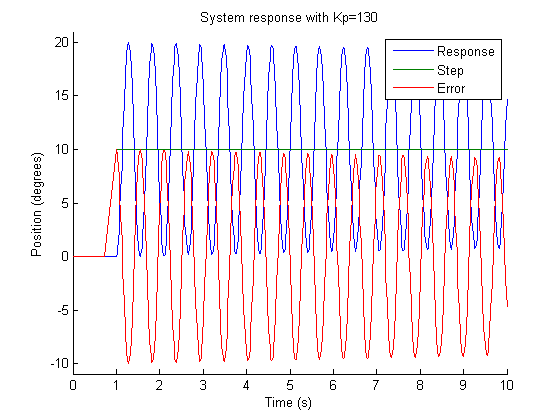 System response with Kp=130
Response
Step
Error
20
15
10
5
0
-5
-10
Position (degrees)
0 1 2 3 4 5 6 7 8 9 10
Time (s)